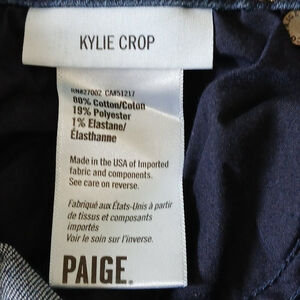 KYLIE CROP
RN#27002 CA#51217
80% Cotton/Coton
19% Polyester
1% Elastane/
Élasthanne
Made in the USA of Imported
fabric and components.
See care on reverse.
Fabriqué aux États-Unis à partir
de tissus et composants
importés
Voir le soin sur l'inverse.
PAIGE.